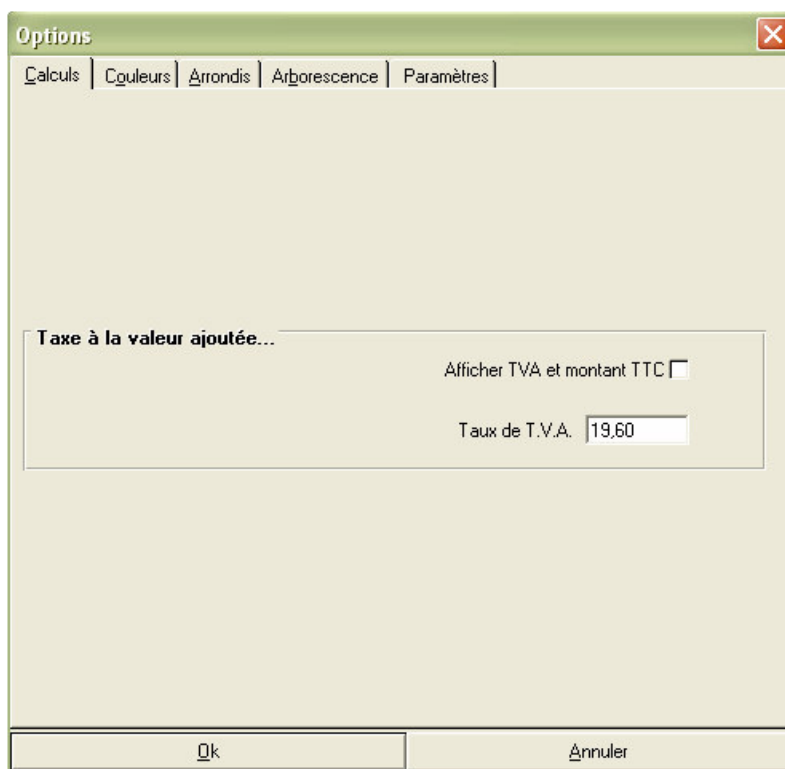 Options
Calculs Couleurs Arrondis Arborescence Paramètres
Taxe à la valeur ajoutée...
Afficher TVA et montant TTC
Taux de T.V.A. 19,60
Ok Annuler